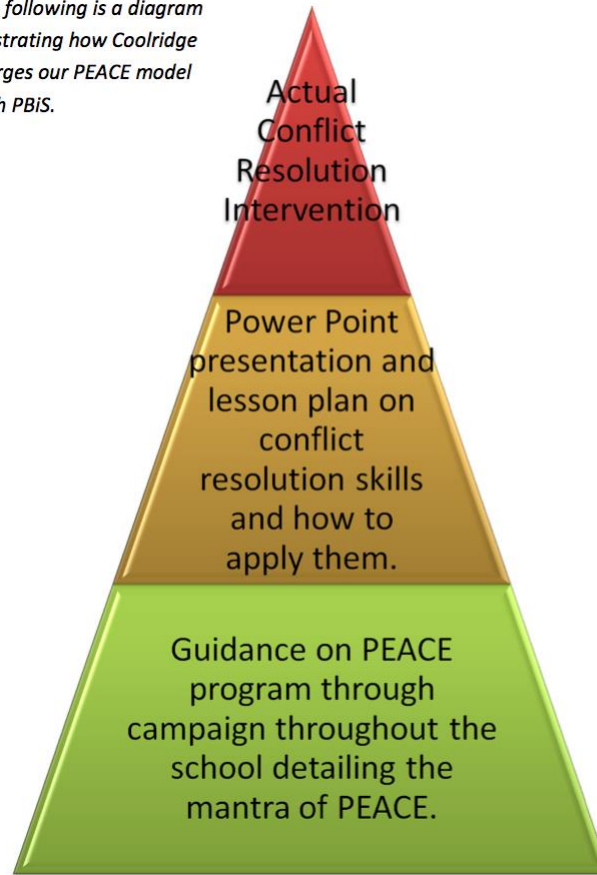 following is a diagram
strating how Coolridge
rges our PEACE model
h PBiS.
Actual
Conflict
Resolution
Intervention
Power Point
presentation and
lesson plan on
conflict
resolution skills
and how to
apply them.
Guidance on PEACE
program through
campaign throughout the
school detailing the
mantra of PEACE.